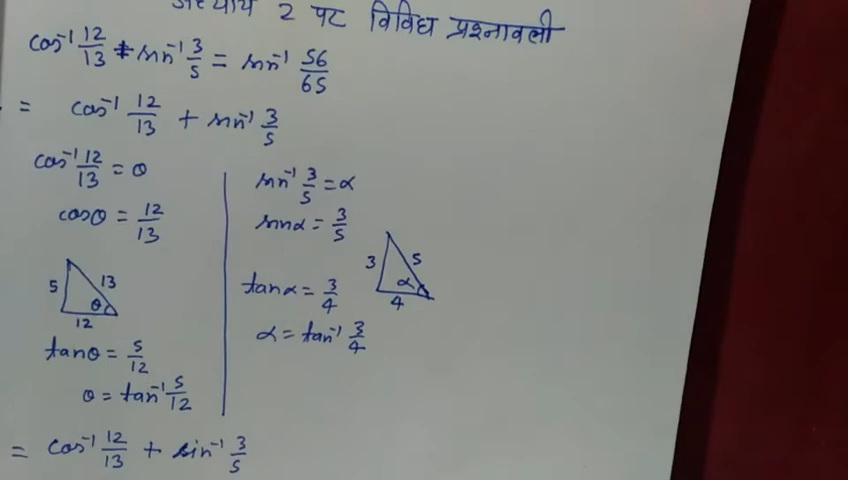 अध्याय 2 पर विविध प्रश्नावली
cos⁻¹ 12/13 + sin⁻¹ 3/5 = sin⁻¹ 56/65
= cos⁻¹ 12/13 + sin⁻¹ 3/5
cos⁻¹ 12/13 = θ
cosθ = 12/13
5 13
θ
12
tanθ = 5/12
θ = tan⁻¹ 5/12
sin⁻¹ 3/5 = α
sinα = 3/5
3 5
α
4
tanα = 3/4
α = tan⁻¹ 3/4
= cos⁻¹ 12/13 + sin⁻¹ 3/5